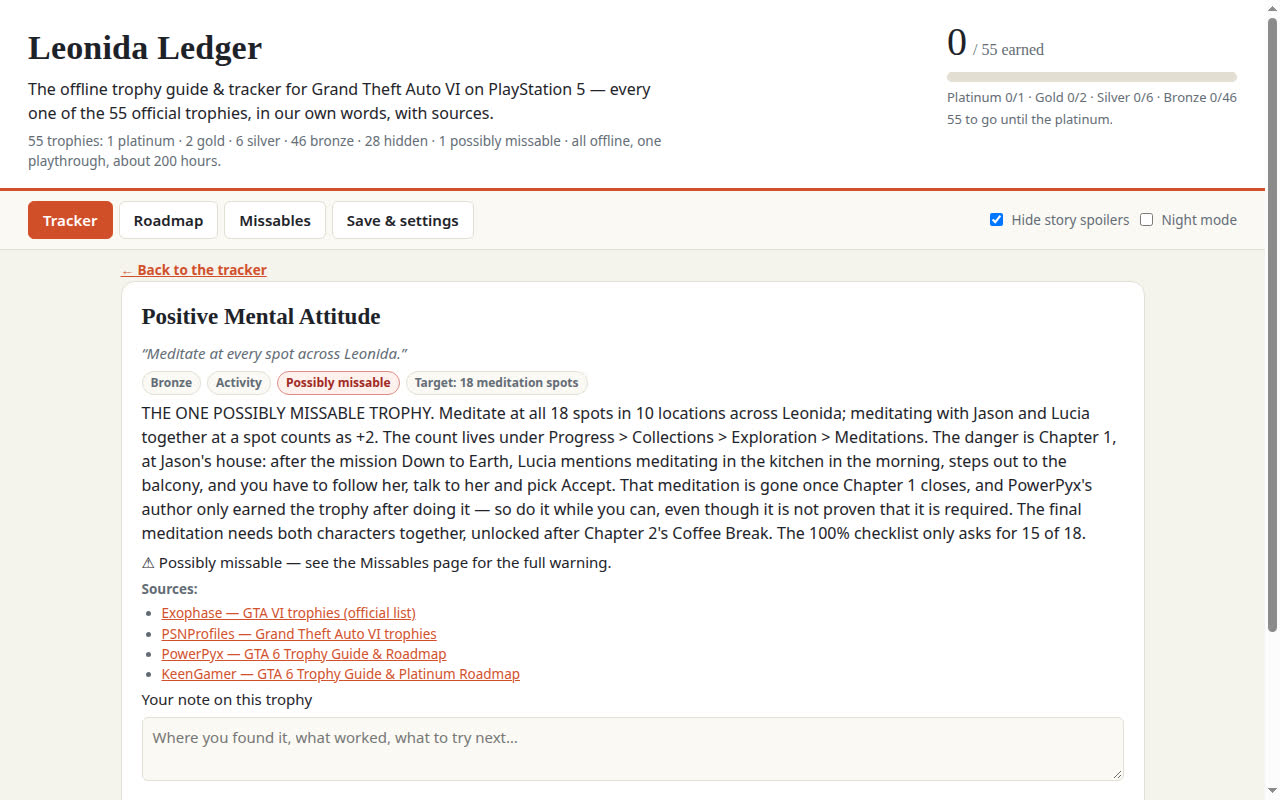 Leonida Ledger
The offline trophy guide & tracker for Grand Theft Auto VI on PlayStation 5 — every
one of the 55 official trophies, in our own words, with sources.
55 trophies: 1 platinum · 2 gold · 6 silver · 46 bronze · 28 hidden · 1 possibly missable · all offline, one
playthrough, about 200 hours.
0 / 55 earned
Platinum 0/1 · Gold 0/2 · Silver 0/6 · Bronze 0/46
55 to go until the platinum.
Tracker
Roadmap
Missables
Save & settings
Hide story spoilers
Night mode
← Back to the tracker
Positive Mental Attitude
“Meditate at every spot across Leonida.”
Bronze
Activity
Possibly missable
Target: 18 meditation spots
THE ONE POSSIBLY MISSABLE TROPHY. Meditate at all 18 spots in 10 locations across Leonida; meditating with Jason and Lucia
together at a spot counts as +2. The count lives under Progress > Collections > Exploration > Meditations. The danger is Chapter 1,
at Jason's house: after the mission Down to Earth, Lucia mentions meditating in the kitchen in the morning, steps out to the
balcony, and you have to follow her, talk to her and pick Accept. That meditation is gone once Chapter 1 closes, and PowerPyx's
author only earned the trophy after doing it — so do it while you can, even though it is not proven that it is required. The final
meditation needs both characters together, unlocked after Chapter 2's Coffee Break. The 100% checklist only asks for 15 of 18.
⚠ Possibly missable — see the Missables page for the full warning.
Sources:
• Exophase — GTA VI trophies (official list)
• PSNProfiles — Grand Theft Auto VI trophies
• PowerPyx — GTA 6 Trophy Guide & Roadmap
• KeenGamer — GTA 6 Trophy Guide & Platinum Roadmap
Your note on this trophy
Where you found it, what worked, what to try next…